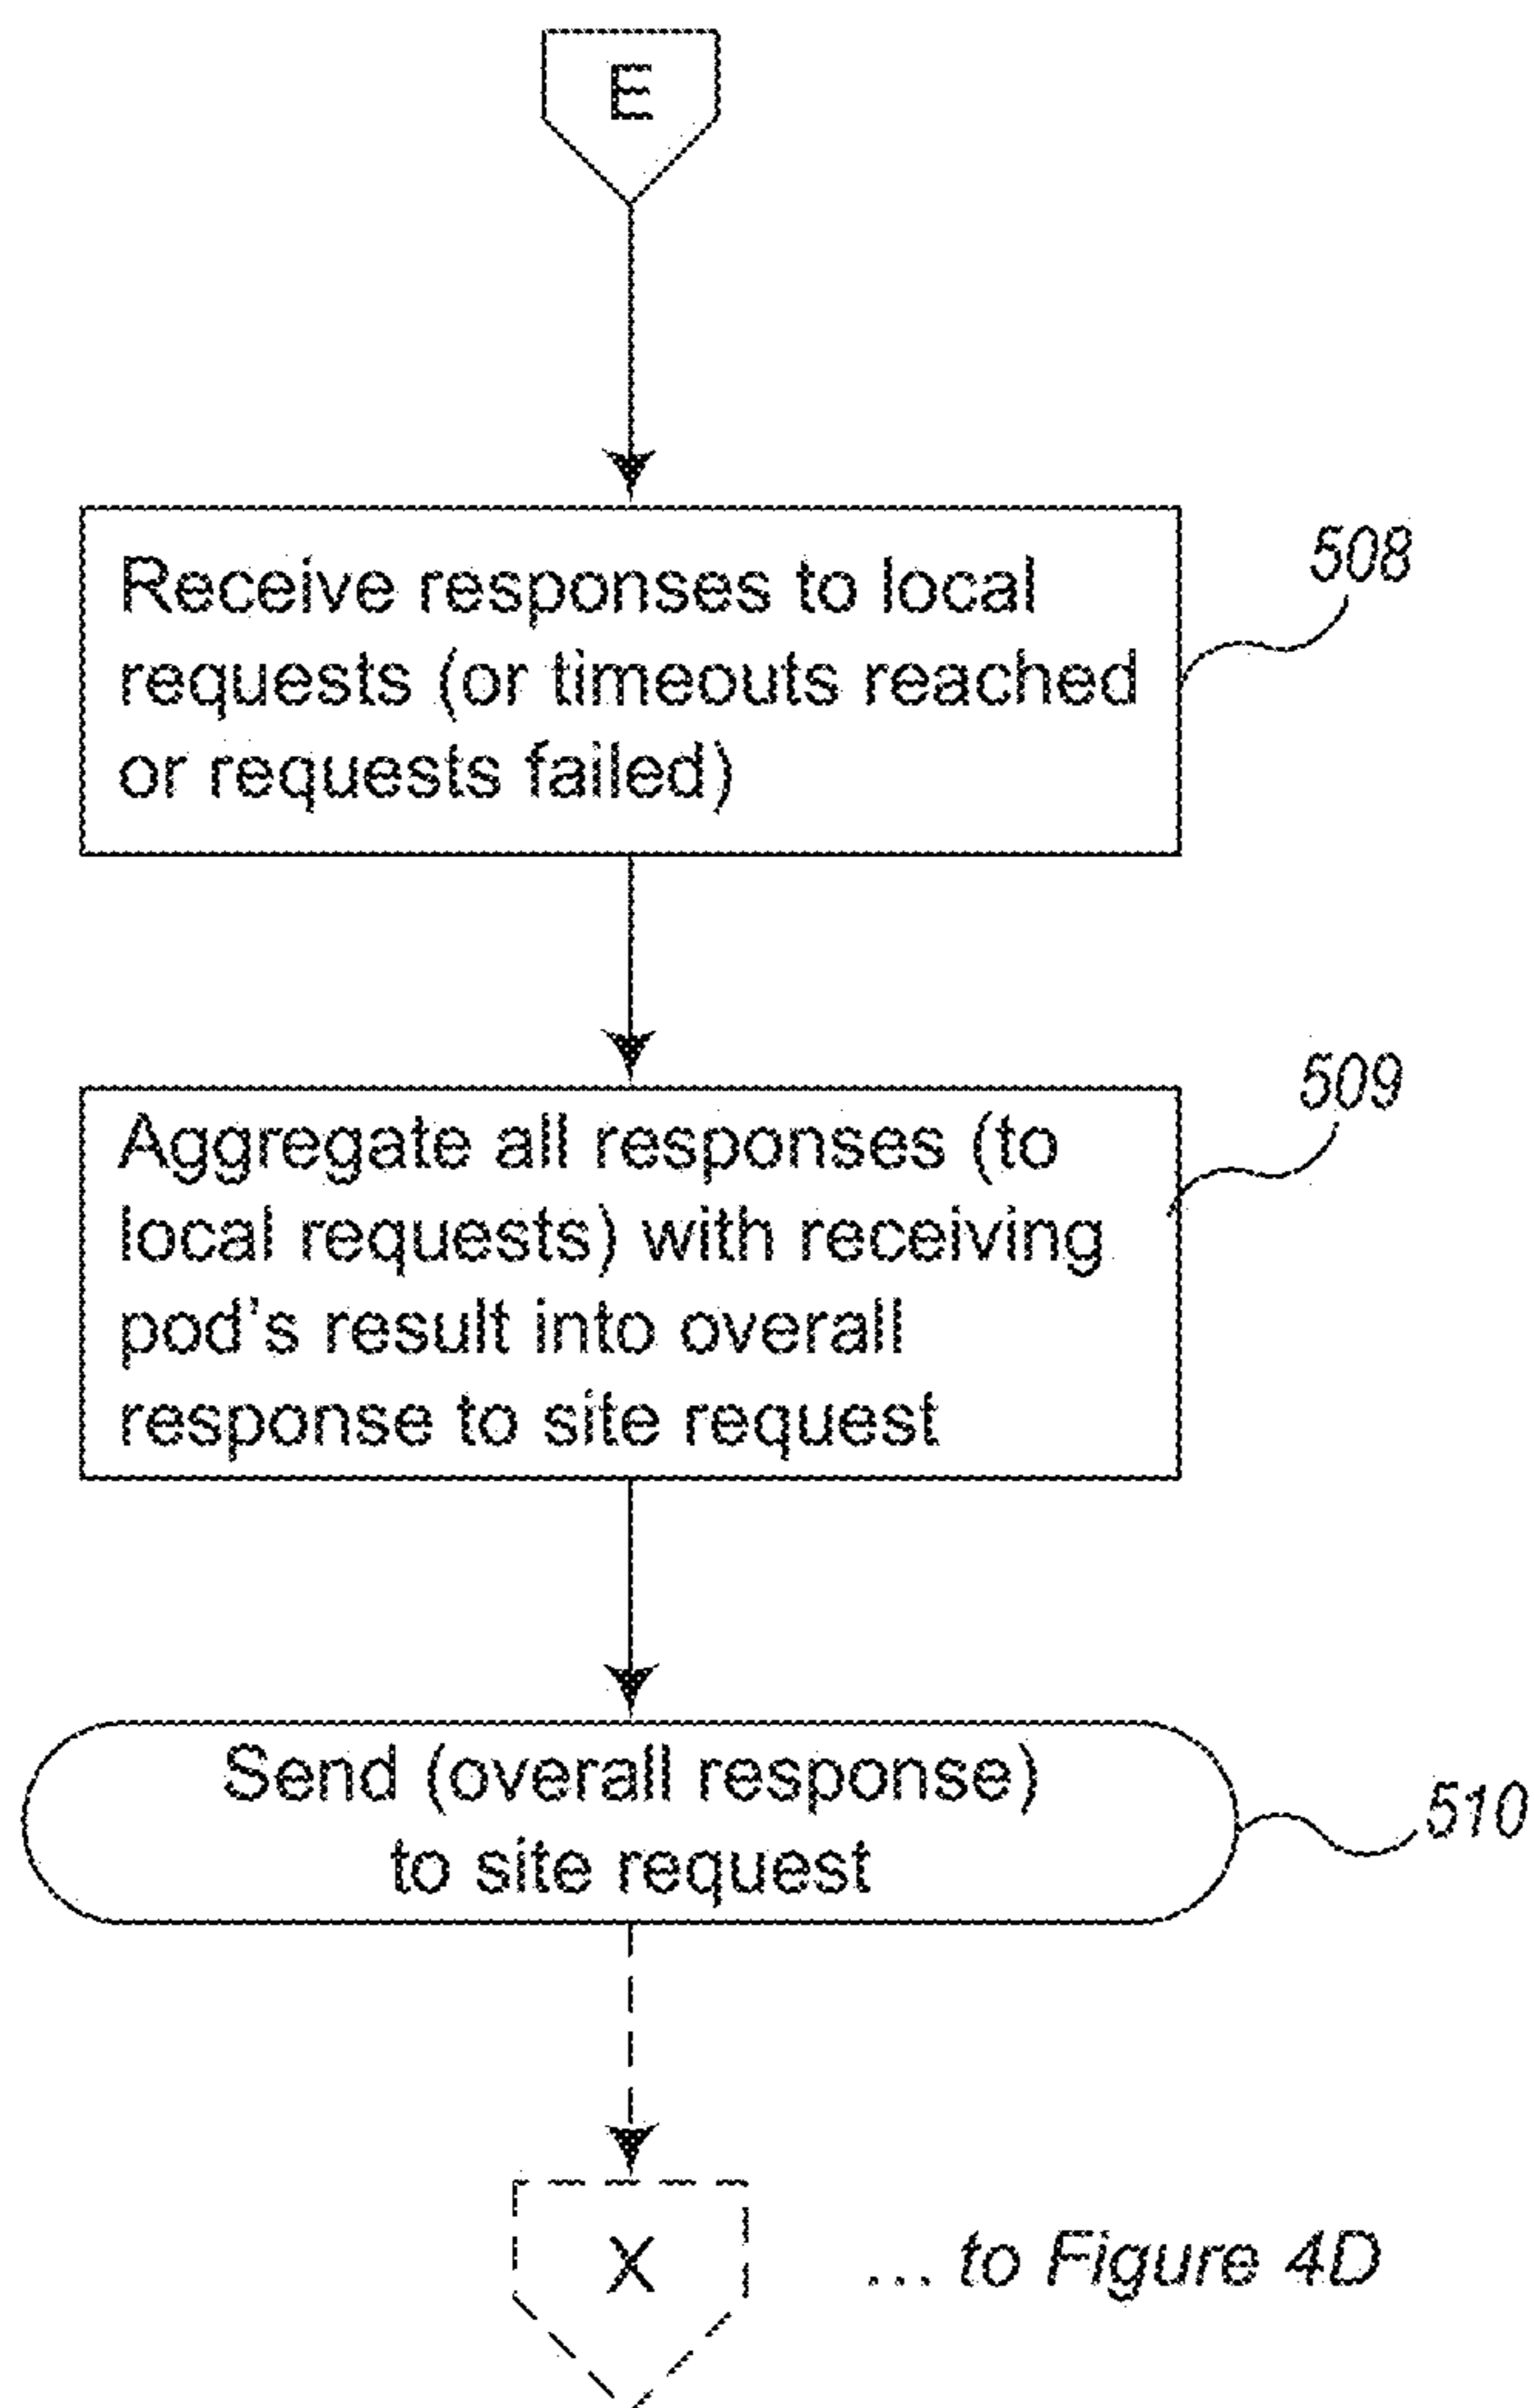 E
Receive responses to local
requests (or timeouts reached
or requests failed)
508
Aggregate all responses (to
local requests) with receiving
pod's result into overall
response to site request
509
Send (overall response)
to site request
510
X
... to Figure 4D